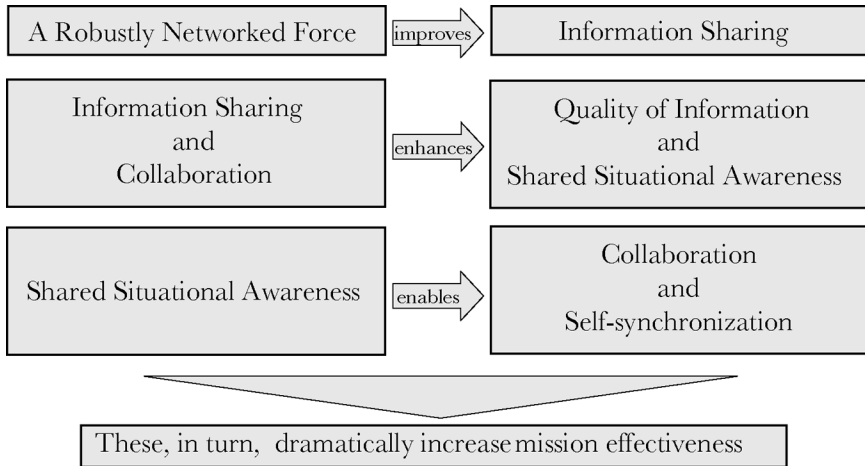 A Robustly Networked Force
improves
Information Sharing
Information Sharing
and
Collaboration
enhances
Quality of Information
and
Shared Situational Awareness
Shared Situational Awareness
enables
Collaboration
and
Self-synchronization
These, in turn, dramatically increase mission effectiveness